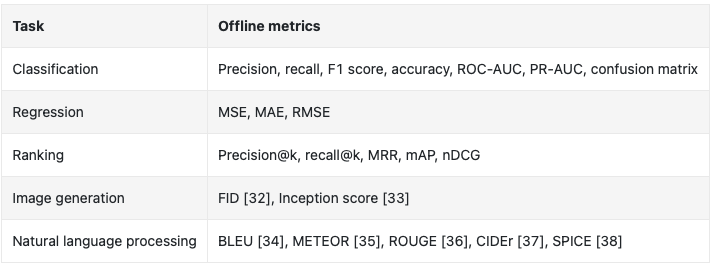 Task Offline metrics
Classification Precision, recall, F1 score, accuracy, ROC-AUC, PR-AUC, confusion matrix
Regression MSE, MAE, RMSE
Ranking Precision@k, recall@k, MRR, mAP, nDCG
Image generation FID [32], Inception score [33]
Natural language processing BLEU [34], METEOR [35], ROUGE [36], CIDEr [37], SPICE [38]